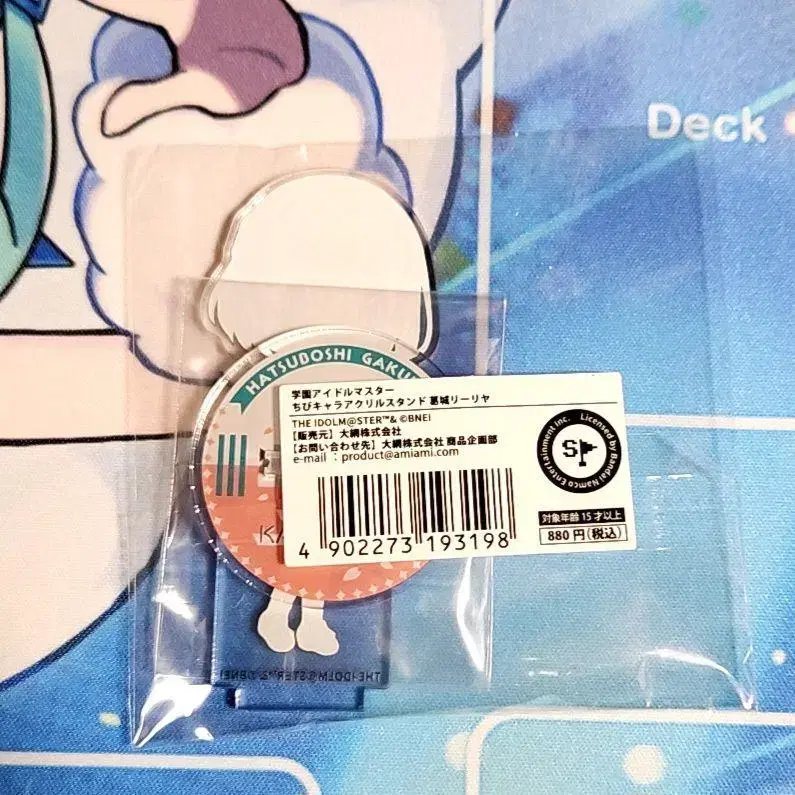 Deck
HATSUBOSHI
学園アイドルマスター
ちびキャラアクリルスタンド 葛城リーリヤ
THE IDOLM@STER™& ©BNEI
【販売元】大網株式会社
【お問い合わせ先】大網株式会社 商品企画部
e-mail ：product@amiami.com
Licensed by Bandai Namco Entertainment Inc.
対象年齢 15 才以上
880 円(税込)
4 902273 193198
THE IDOLM@STER™& ©BNEI